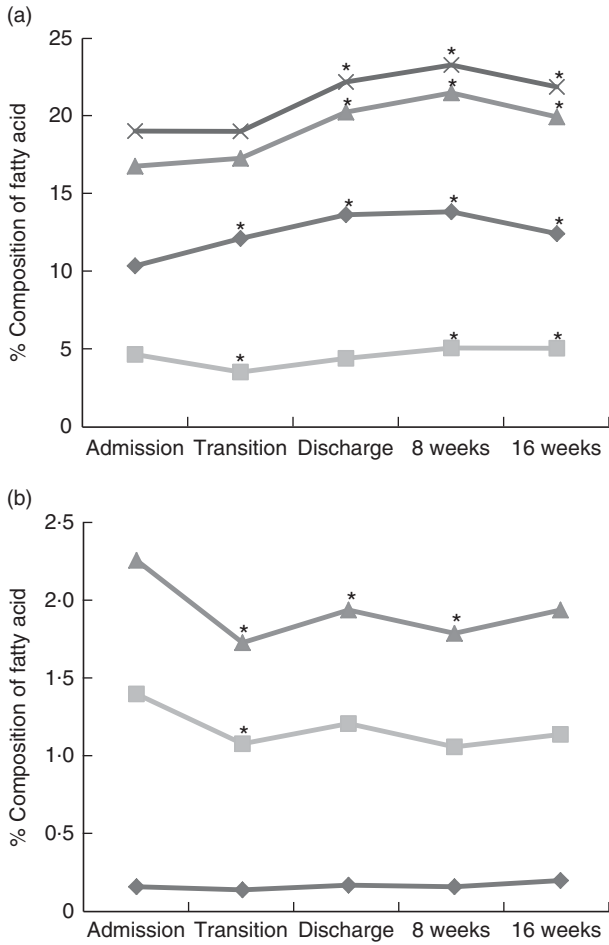 (a)
25
20
15
10
5
0
% Composition of fatty acid
* * *
* * *
* * * *
* * *
Admission Transition Discharge 8 weeks 16 weeks
(b)
2·5
2·0
1·5
1·0
0·5
0
% Composition of fatty acid
* * *
*
Admission Transition Discharge 8 weeks 16 weeks